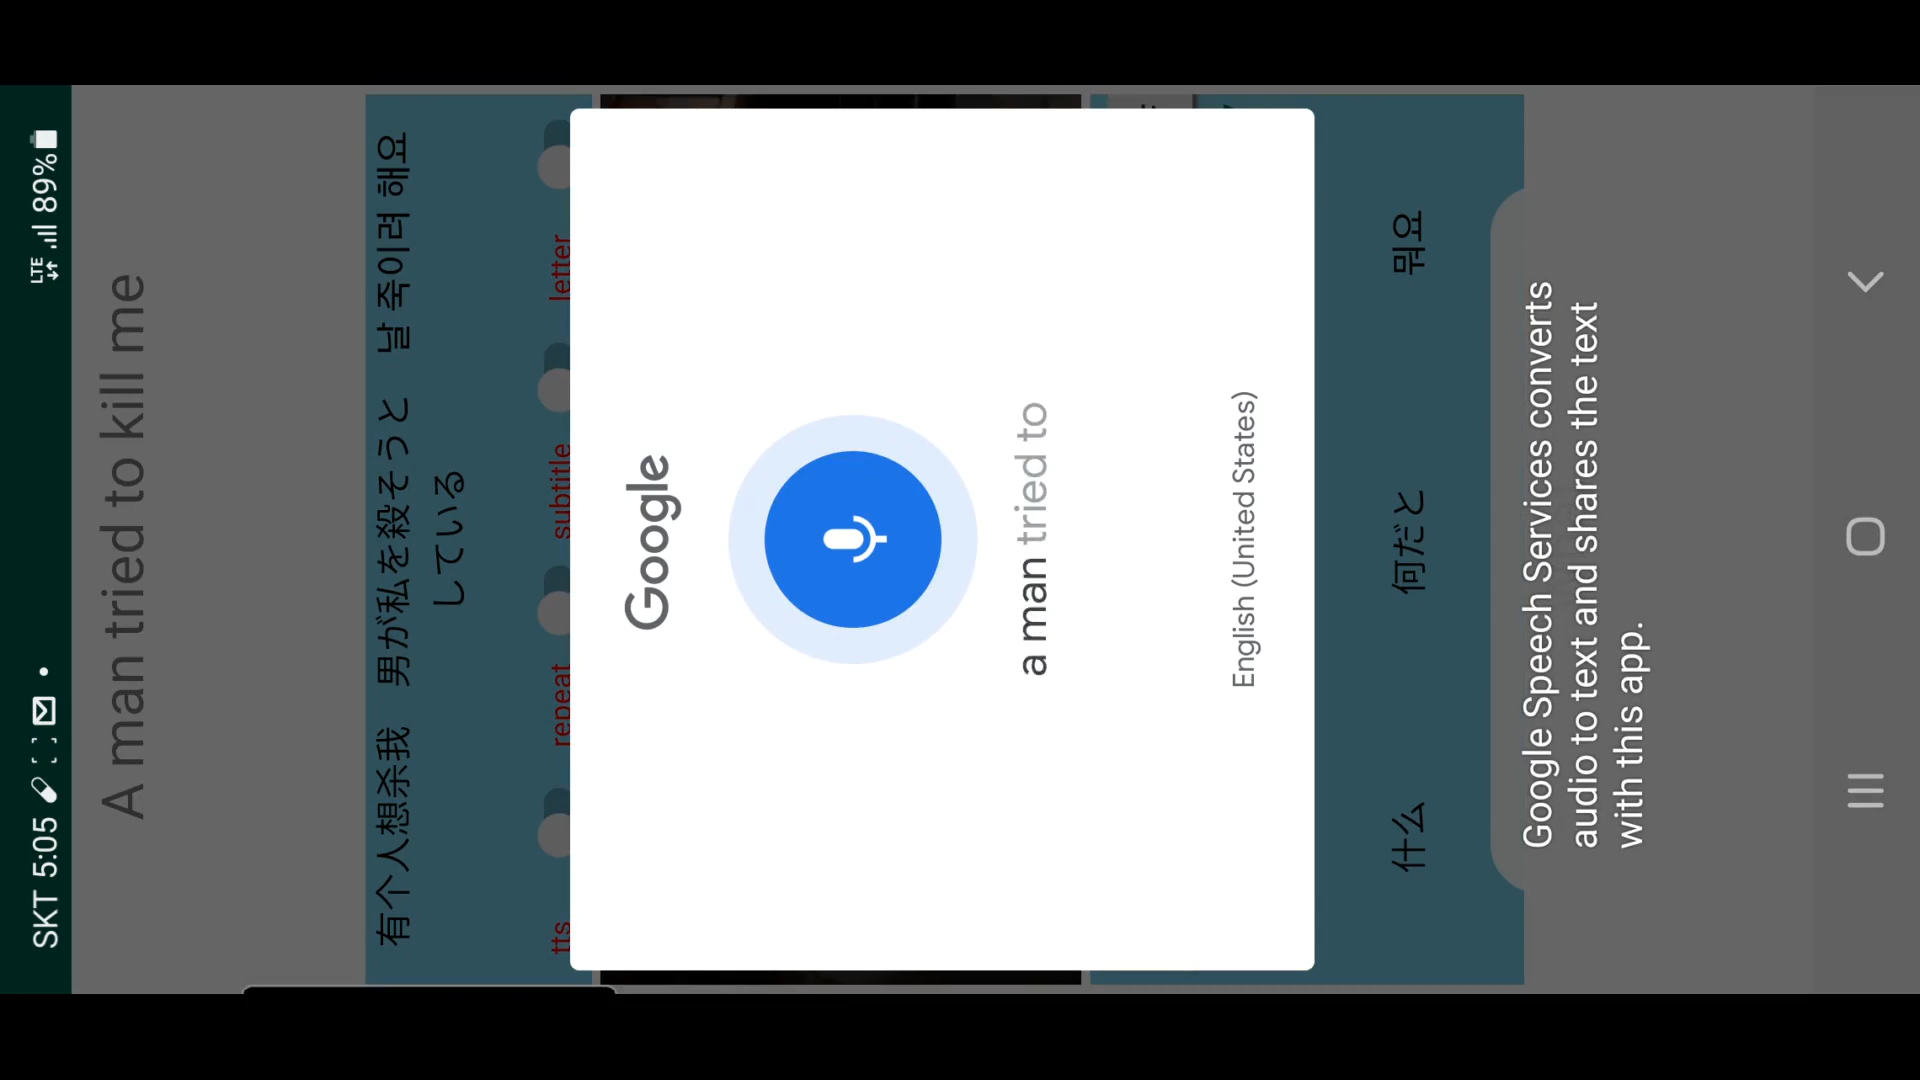 SKT 5:05
LTE 89%
A man tried to kill me
有个人想杀我
男が私を殺そうと
している
날 죽이려 해요
tts
repeat
subtitle
letter
Google
a man tried to
English (United States)
什么
何だと
뭐요
Google Speech Services converts
audio to text and shares the text
with this app.